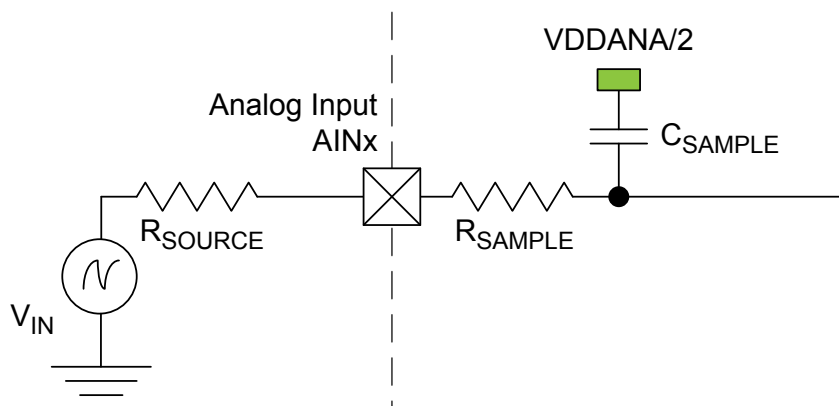 VDDANA/2
Analog Input
AINx
CSAMPLE
RSOURCE
RSAMPLE
VIN